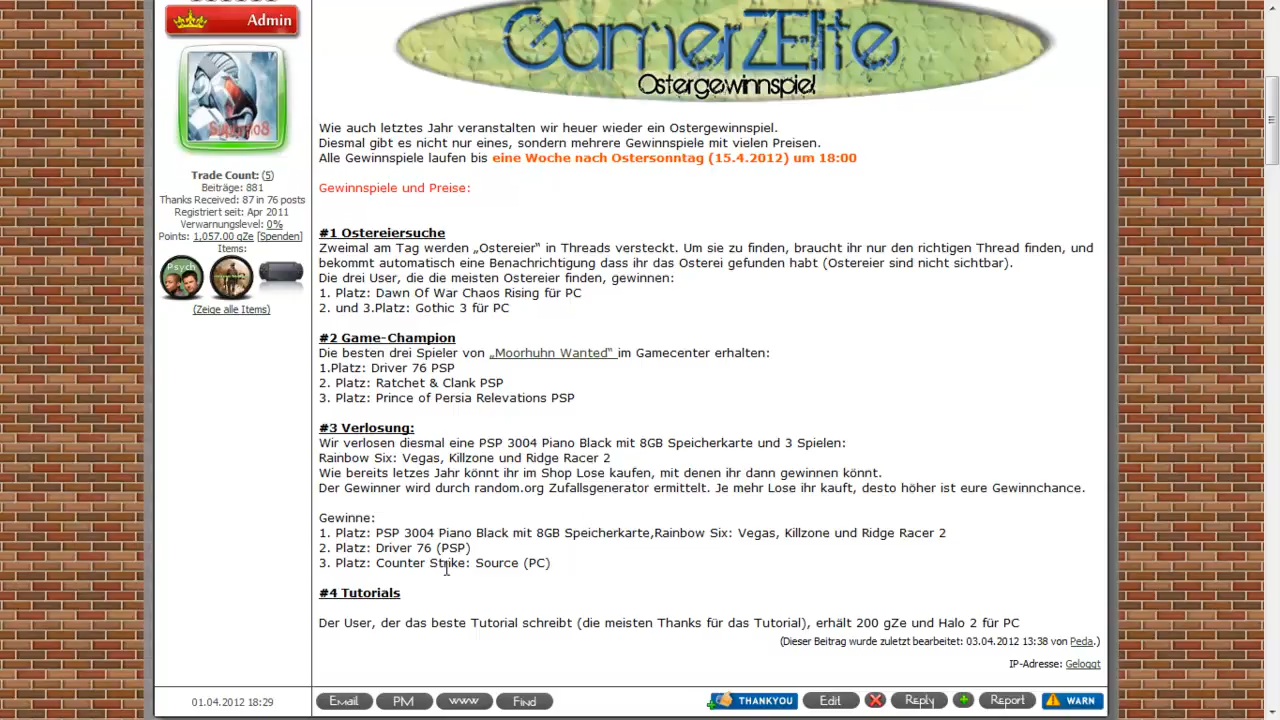 Admin
GamerzElite
Ostergewinnspiel
Trade Count: (5)
Beiträge: 881
Thanks Received: 87 in 76 posts
Registriert seit: Apr 2011
Verwarnungslevel: 0%
Points: 1,057.00 gZe [Spenden]
Items:
Psych
(Zeige alle Items)
Wie auch letztes Jahr veranstalten wir heuer wieder ein Ostergewinnspiel.
Diesmal gibt es nicht nur eines, sondern mehrere Gewinnspiele mit vielen Preisen.
Alle Gewinnspiele laufen bis eine Woche nach Ostersonntag (15.4.2012) um 18:00
Gewinnspiele und Preise:
#1 Ostereiersuche
Zweimal am Tag werden „Ostereier“ in Threads versteckt. Um sie zu finden, braucht ihr nur den richtigen Thread finden, und
bekommt automatisch eine Benachrichtigung dass ihr das Osterei gefunden habt (Ostereier sind nicht sichtbar).
Die drei User, die die meisten Ostereier finden, gewinnen:
1. Platz: Dawn Of War Chaos Rising für PC
2. und 3.Platz: Gothic 3 für PC
#2 Game-Champion
Die besten drei Spieler von „Moorhuhn Wanted“ im Gamecenter erhalten:
1.Platz: Driver 76 PSP
2. Platz: Ratchet & Clank PSP
3. Platz: Prince of Persia Relevations PSP
#3 Verlosung:
Wir verlosen diesmal eine PSP 3004 Piano Black mit 8GB Speicherkarte und 3 Spielen:
Rainbow Six: Vegas, Killzone und Ridge Racer 2
Wie bereits letzes Jahr könnt ihr im Shop Lose kaufen, mit denen ihr dann gewinnen könnt.
Der Gewinner wird durch random.org Zufallsgenerator ermittelt. Je mehr Lose ihr kauft, desto höher ist eure Gewinnchance.
Gewinne:
1. Platz: PSP 3004 Piano Black mit 8GB Speicherkarte,Rainbow Six: Vegas, Killzone und Ridge Racer 2
2. Platz: Driver 76 (PSP)
3. Platz: Counter Strike: Source (PC)
#4 Tutorials
Der User, der das beste Tutorial schreibt (die meisten Thanks für das Tutorial), erhält 200 gZe und Halo 2 für PC
(Dieser Beitrag wurde zuletzt bearbeitet: 03.04.2012 13:38 von Peda.)
IP-Adresse: Geloggt
01.04.2012 18:29
Email PM www Find THANKYOU Edit Reply Report WARN